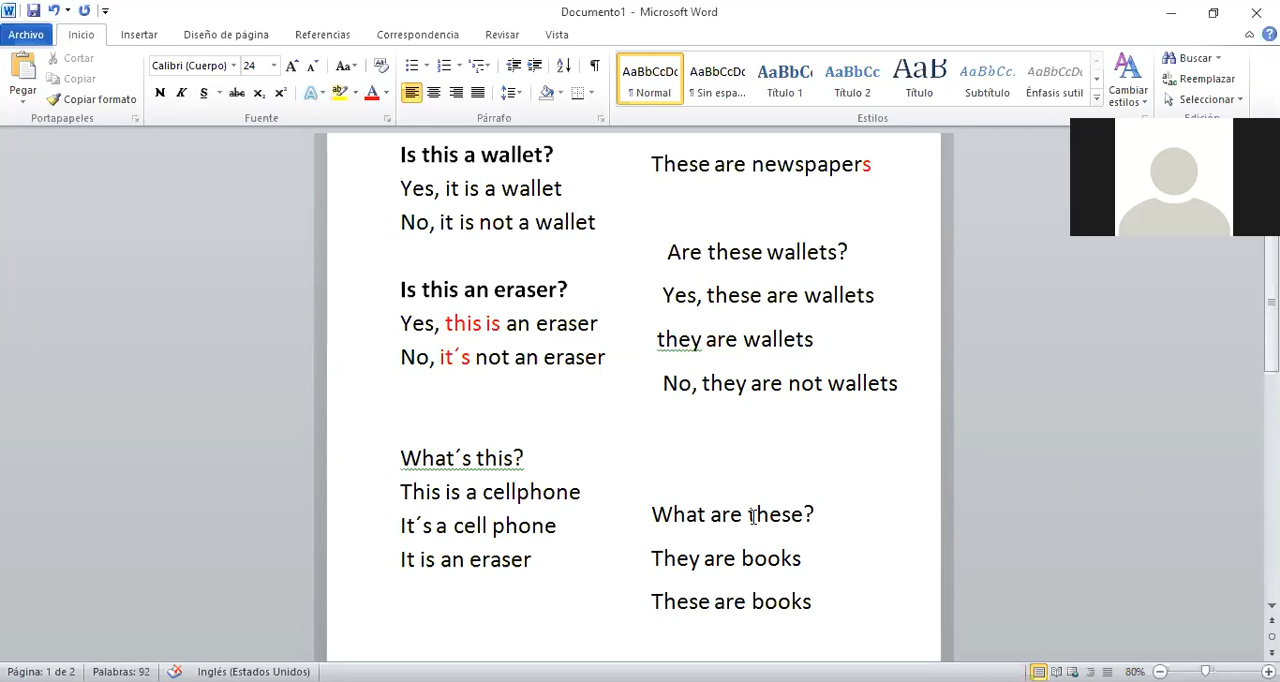 Documento1 - Microsoft Word
Archivo Inicio Insertar Diseño de página Referencias Correspondencia Revisar Vista
Pegar
Cortar
Copiar
Copiar formato
Portapapeles
Calibri (Cuerpo) 24
Fuente
Párrafo
AaBbCcDc AaBbCcDc AaBbC AaBbCc AaB AaBbCc. AaBbCcDc
¶ Normal ¶ Sin espa... Título 1 Título 2 Título Subtítulo Énfasis sutil
Estilos
Cambiar
estilos
Buscar
Reemplazar
Seleccionar
Edición
Is this a wallet?
Yes, it is a wallet
No, it is not a wallet
Is this an eraser?
Yes, this is an eraser
No, it´s not an eraser
What´s this?
This is a cellphone
It´s a cell phone
It is an eraser
These are newspapers
Are these wallets?
Yes, these are wallets
they are wallets
No, they are not wallets
What are these?
They are books
These are books
Página: 1 de 2 Palabras: 92 Inglés (Estados Unidos) 80%